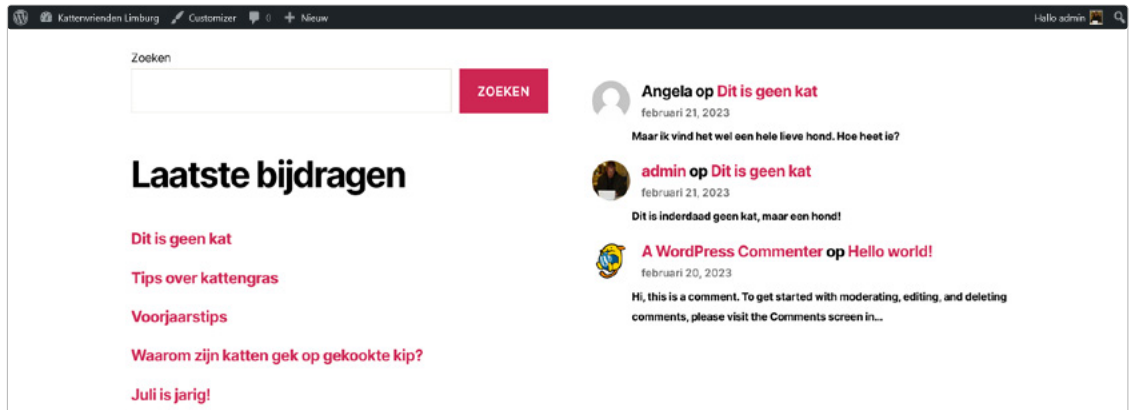 Kattenvrienden Limburg Customizer 0 Nieuw Hallo admin
Zoeken
ZOEKEN
Laatste bijdragen
Dit is geen kat
Tips over kattengras
Voorjaarstips
Waarom zijn katten gek op gekookte kip?
Juli is jarig!
Angela op Dit is geen kat
februari 21, 2023
Maar ik vind het wel een hele lieve hond. Hoe heet ie?
admin op Dit is geen kat
februari 21, 2023
Dit is inderdaad geen kat, maar een hond!
A WordPress Commenter op Hello world!
februari 20, 2023
Hi, this is a comment. To get started with moderating, editing, and deleting
comments, please visit the Comments screen in...